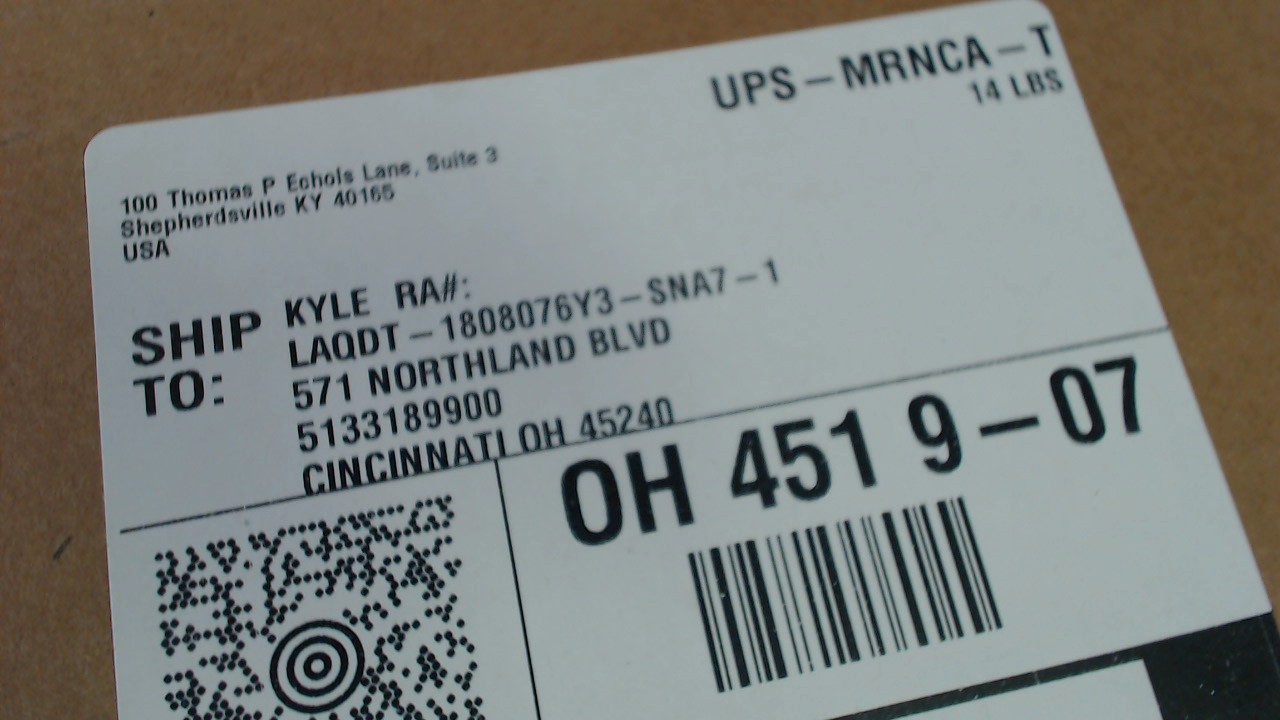 UPS-MRNCA-T
14 LBS
100 Thomas P Echols Lane, Suite 3
Shepherdsville KY 40165
USA
SHIP TO:
KYLE RA#:
LAQDT-1808076Y3-SNA7-1
571 NORTHLAND BLVD
5133189900
CINCINNATI OH 45240
OH 451 9-07